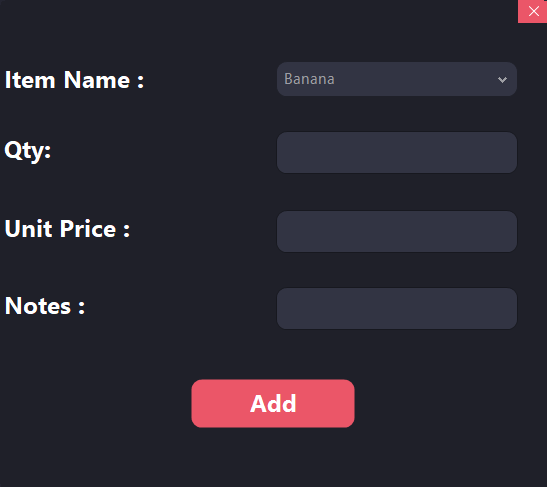 Item Name :
Banana
Qty:
Unit Price :
Notes :
Add